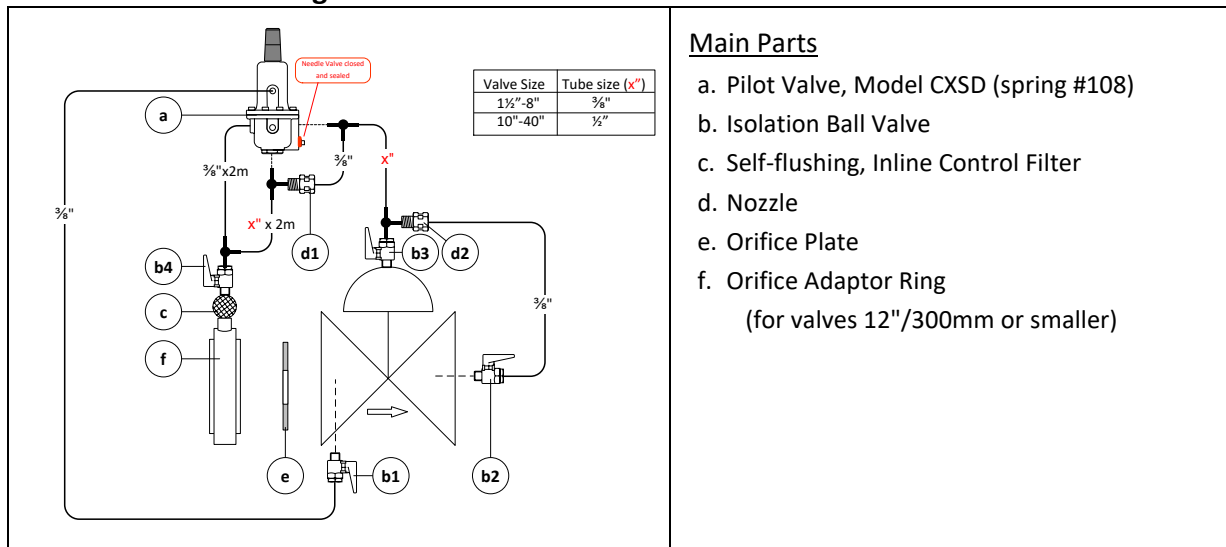 Needle Valve closed
and sealed
Valve Size Tube size (x")
1½"-8" ⅜"
10"-40" ½"
a
⅜"x2m
⅜"
x"
⅜"
x" x 2m
d1
b3
d2
b4
c
⅜"
f
e
b1
b2
Main Parts
a. Pilot Valve, Model CXSD (spring #108)
b. Isolation Ball Valve
c. Self-flushing, Inline Control Filter
d. Nozzle
e. Orifice Plate
f. Orifice Adaptor Ring
(for valves 12"/300mm or smaller)